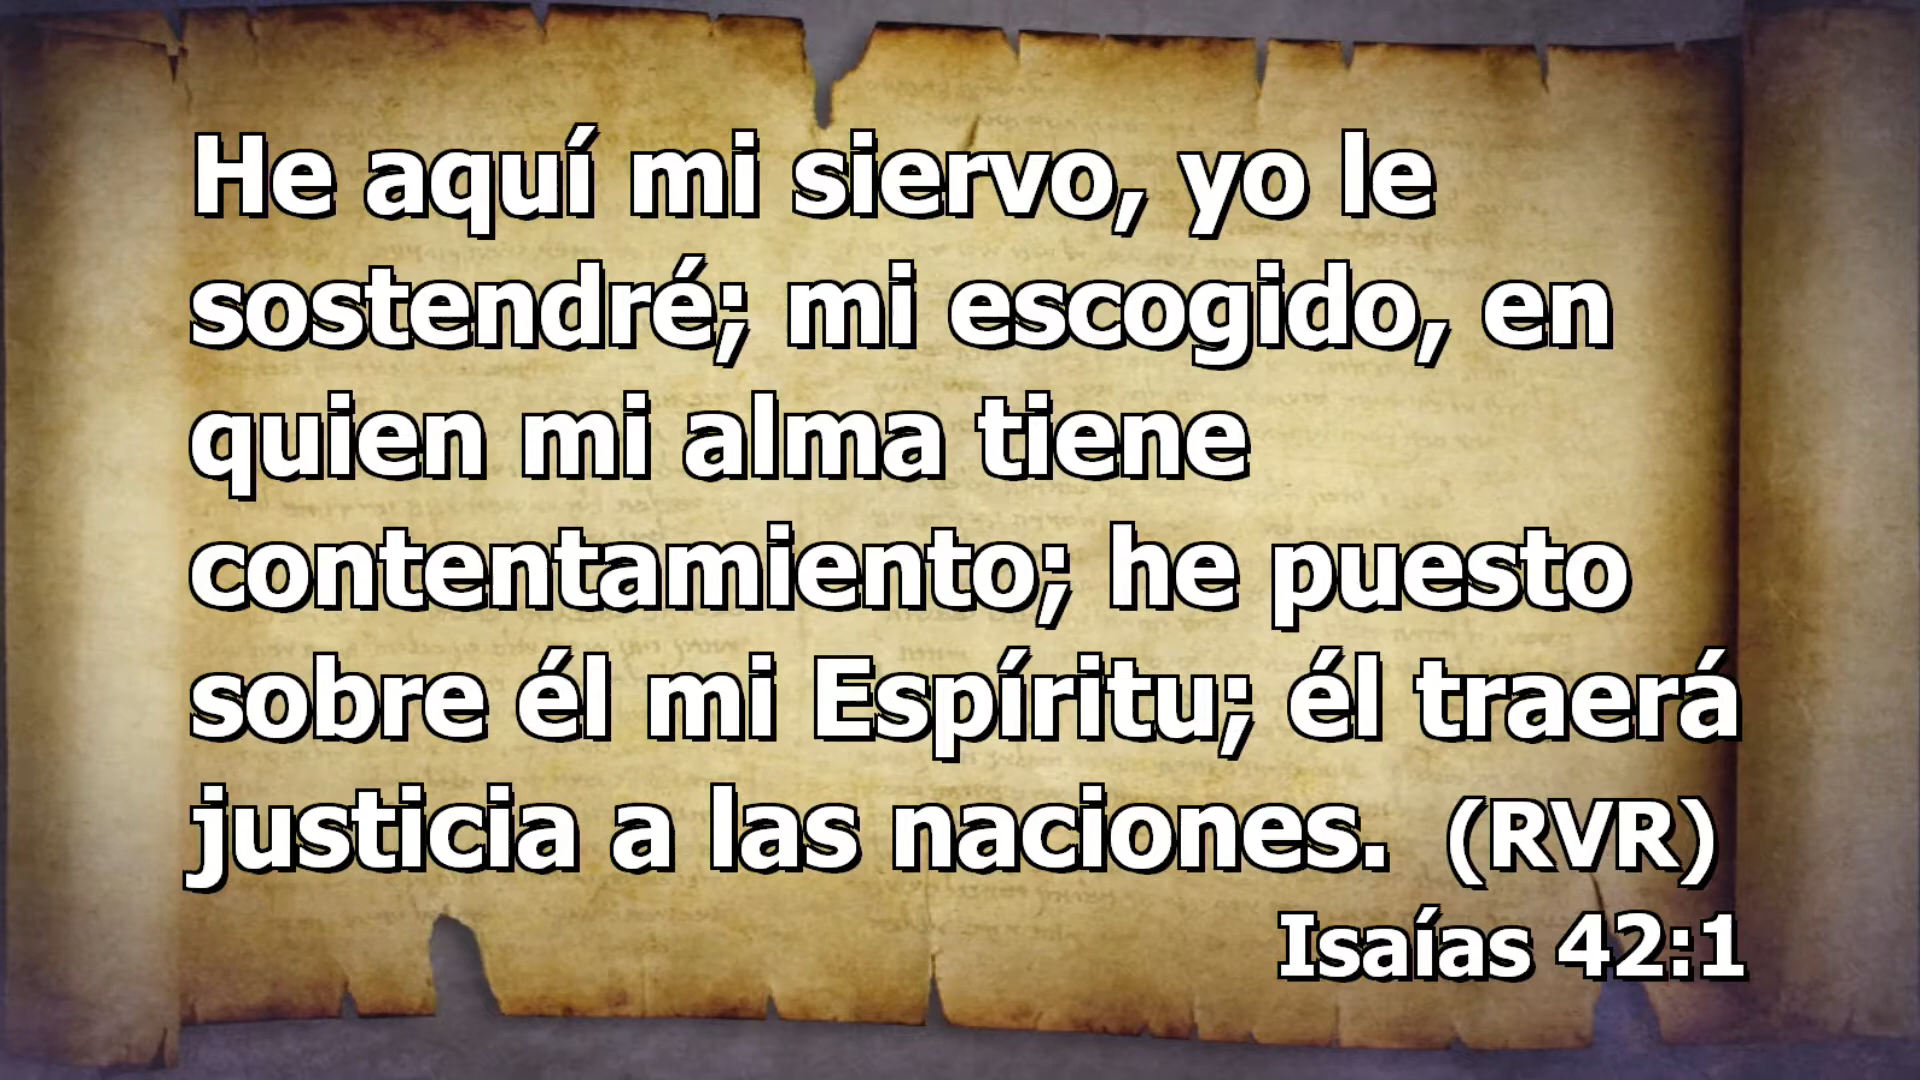 He aquí mi siervo, yo le
sostendré; mi escogido, en
quien mi alma tiene
contentamiento; he puesto
sobre él mi Espíritu; él traerá
justicia a las naciones. (RVR)
Isaías 42:1